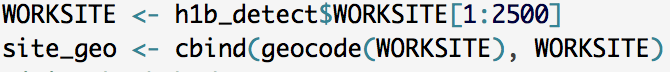 WORKSITE <- h1b_detect$WORKSITE[1:2500]
site_geo <- cbind(geocode(WORKSITE), WORKSITE)